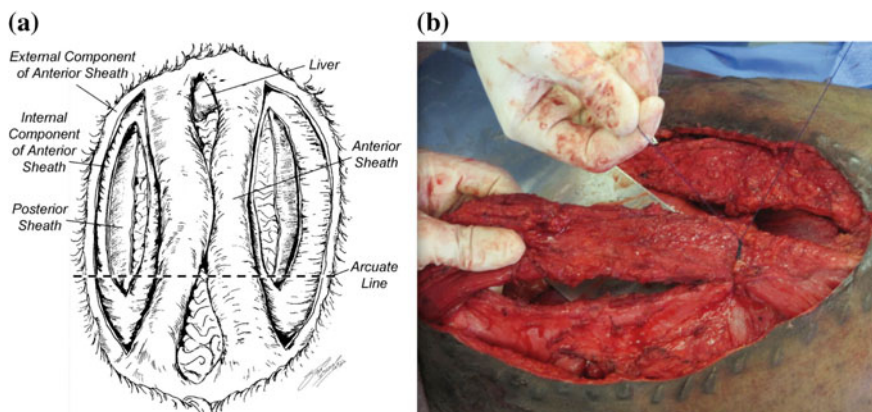 (a)
External Component
of Anterior Sheath
Internal
Component
of Anterior
Sheath
Posterior
Sheath
Liver
Anterior
Sheath
Arcuate
Line
(b)